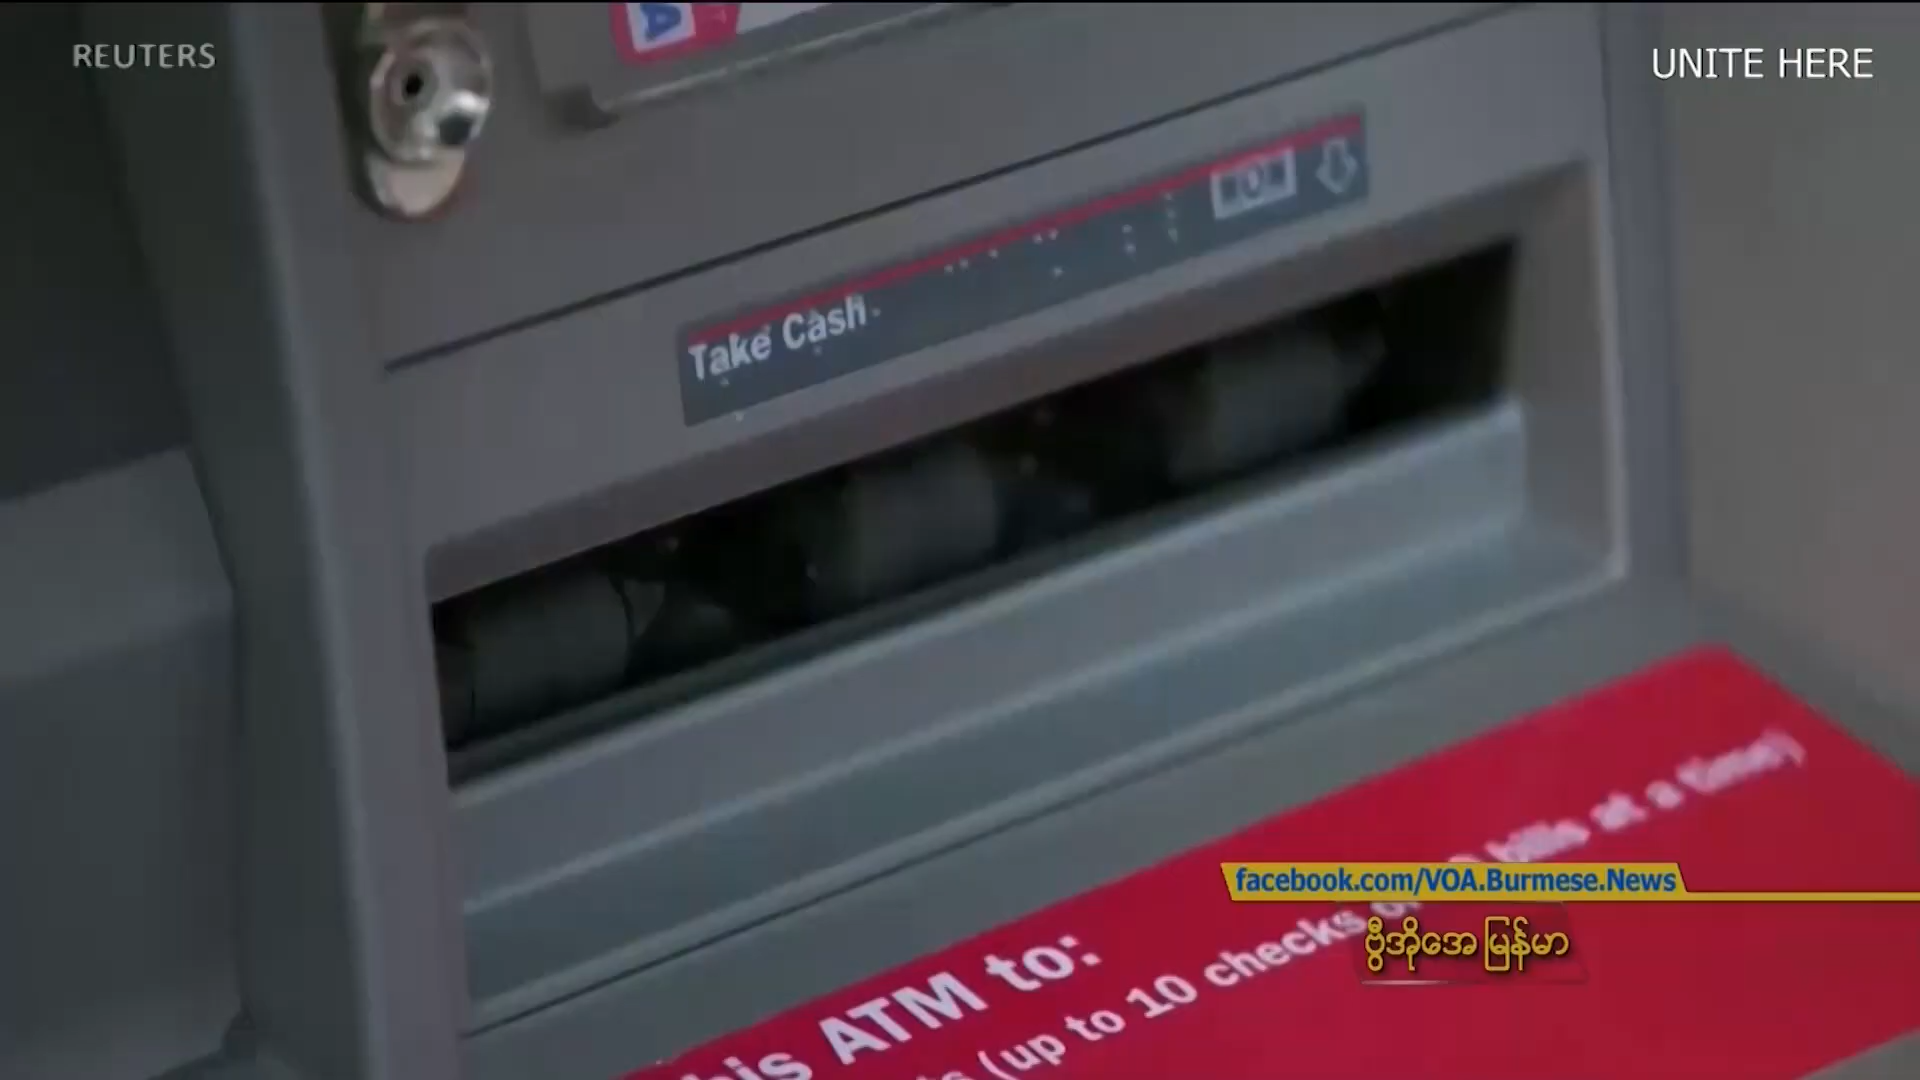 REUTERS
UNITE HERE
Take Cash
ATM to:
(up to 10 checks or bills at a time)
facebook.com/VOA.Burmese.News
ဗွီအိုအေ မြန်မာ